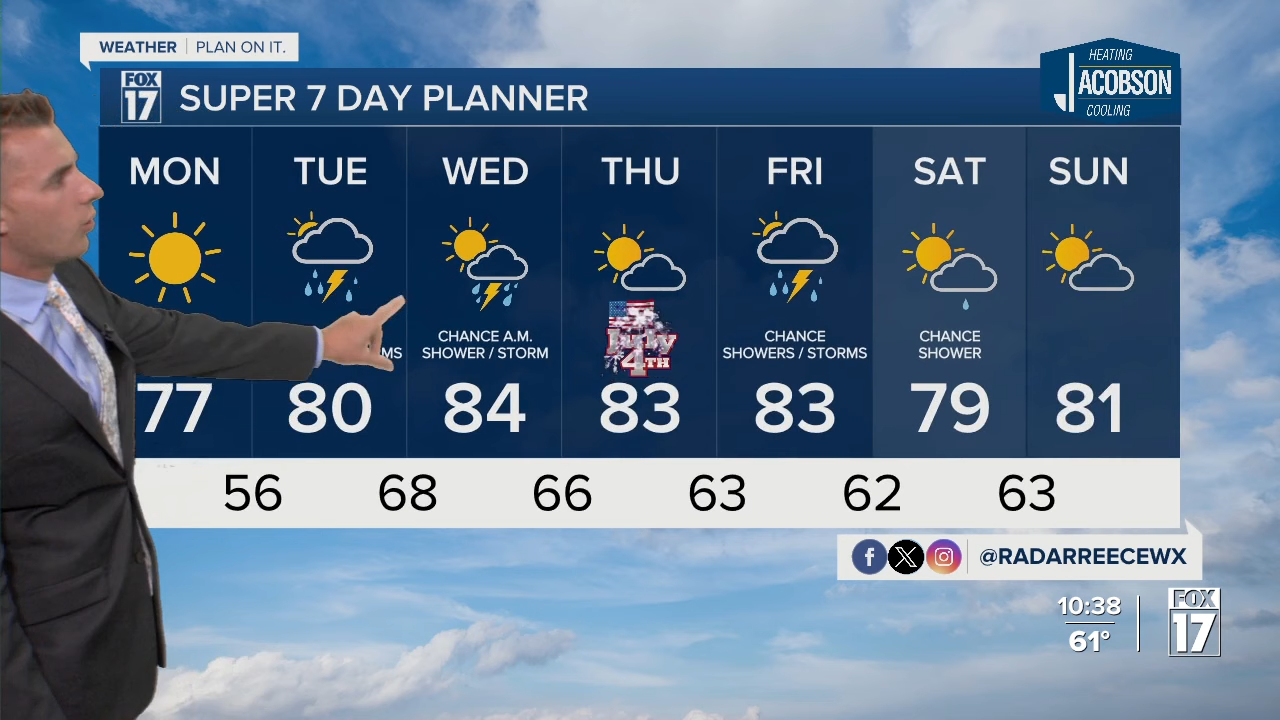 WEATHER | PLAN ON IT.
FOX 17
SUPER 7 DAY PLANNER
HEATING
JACOBSON
COOLING
MON TUE WED THU FRI SAT SUN
July 4TH
CHANCE A.M.
SHOWER / STORM
CHANCE
SHOWERS / STORMS
CHANCE
SHOWER
MS
77 80 84 83 83 79 81
56 68 66 63 62 63
@RADARREECEWX
10:38
61°
FOX 17